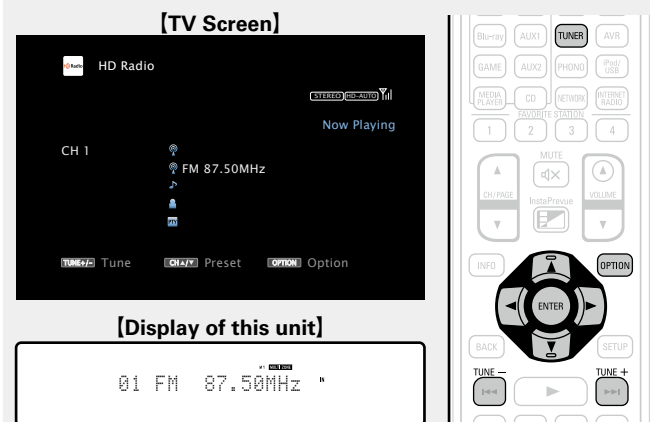 【TV Screen】
HD Radio
STEREO HD-AUTO
Now Playing
CH 1
FM 87.50MHz
PTY
TUNE+/- Tune CH▲/▼ Preset OPTION Option
【Display of this unit】
01 FM 87.50MHz
Blu-ray AUX1 TUNER AVR
GAME AUX2 PHONO iPod/USB
MEDIA PLAYER CD NETWORK INTERNET RADIO
FAVORITE STATION
1 2 3 4
MUTE
CH/PAGE InstaPrevue VOLUME
INFO OPTION
ENTER
BACK SETUP
TUNE – TUNE +